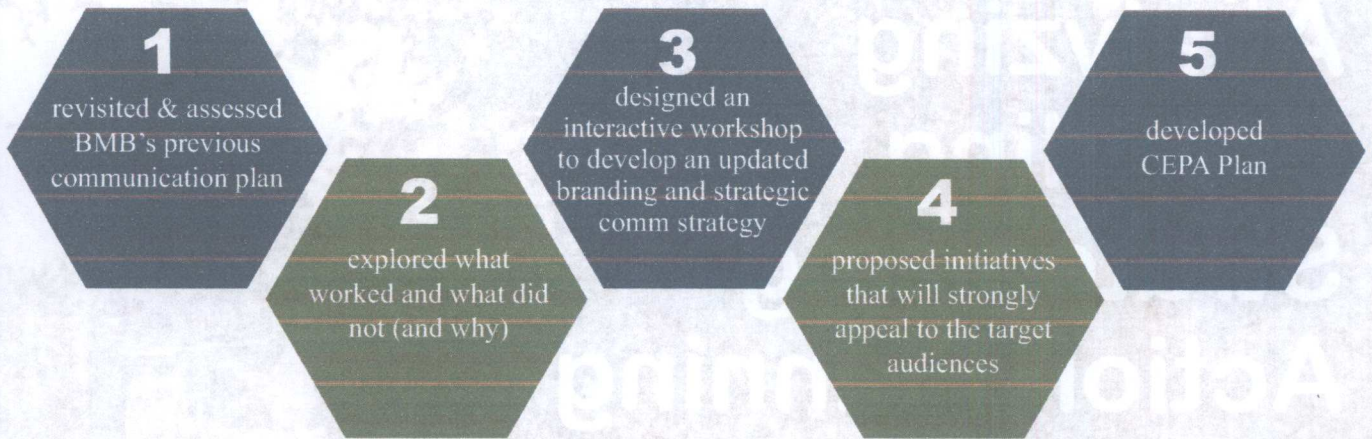 1
revisited & assessed
BMB's previous
communication plan
2
explored what
worked and what did
not (and why)
3
designed an
interactive workshop
to develop an updated
branding and strategic
comm strategy
4
proposed initiatives
that will strongly
appeal to the target
audiences
5
developed
CEPA Plan